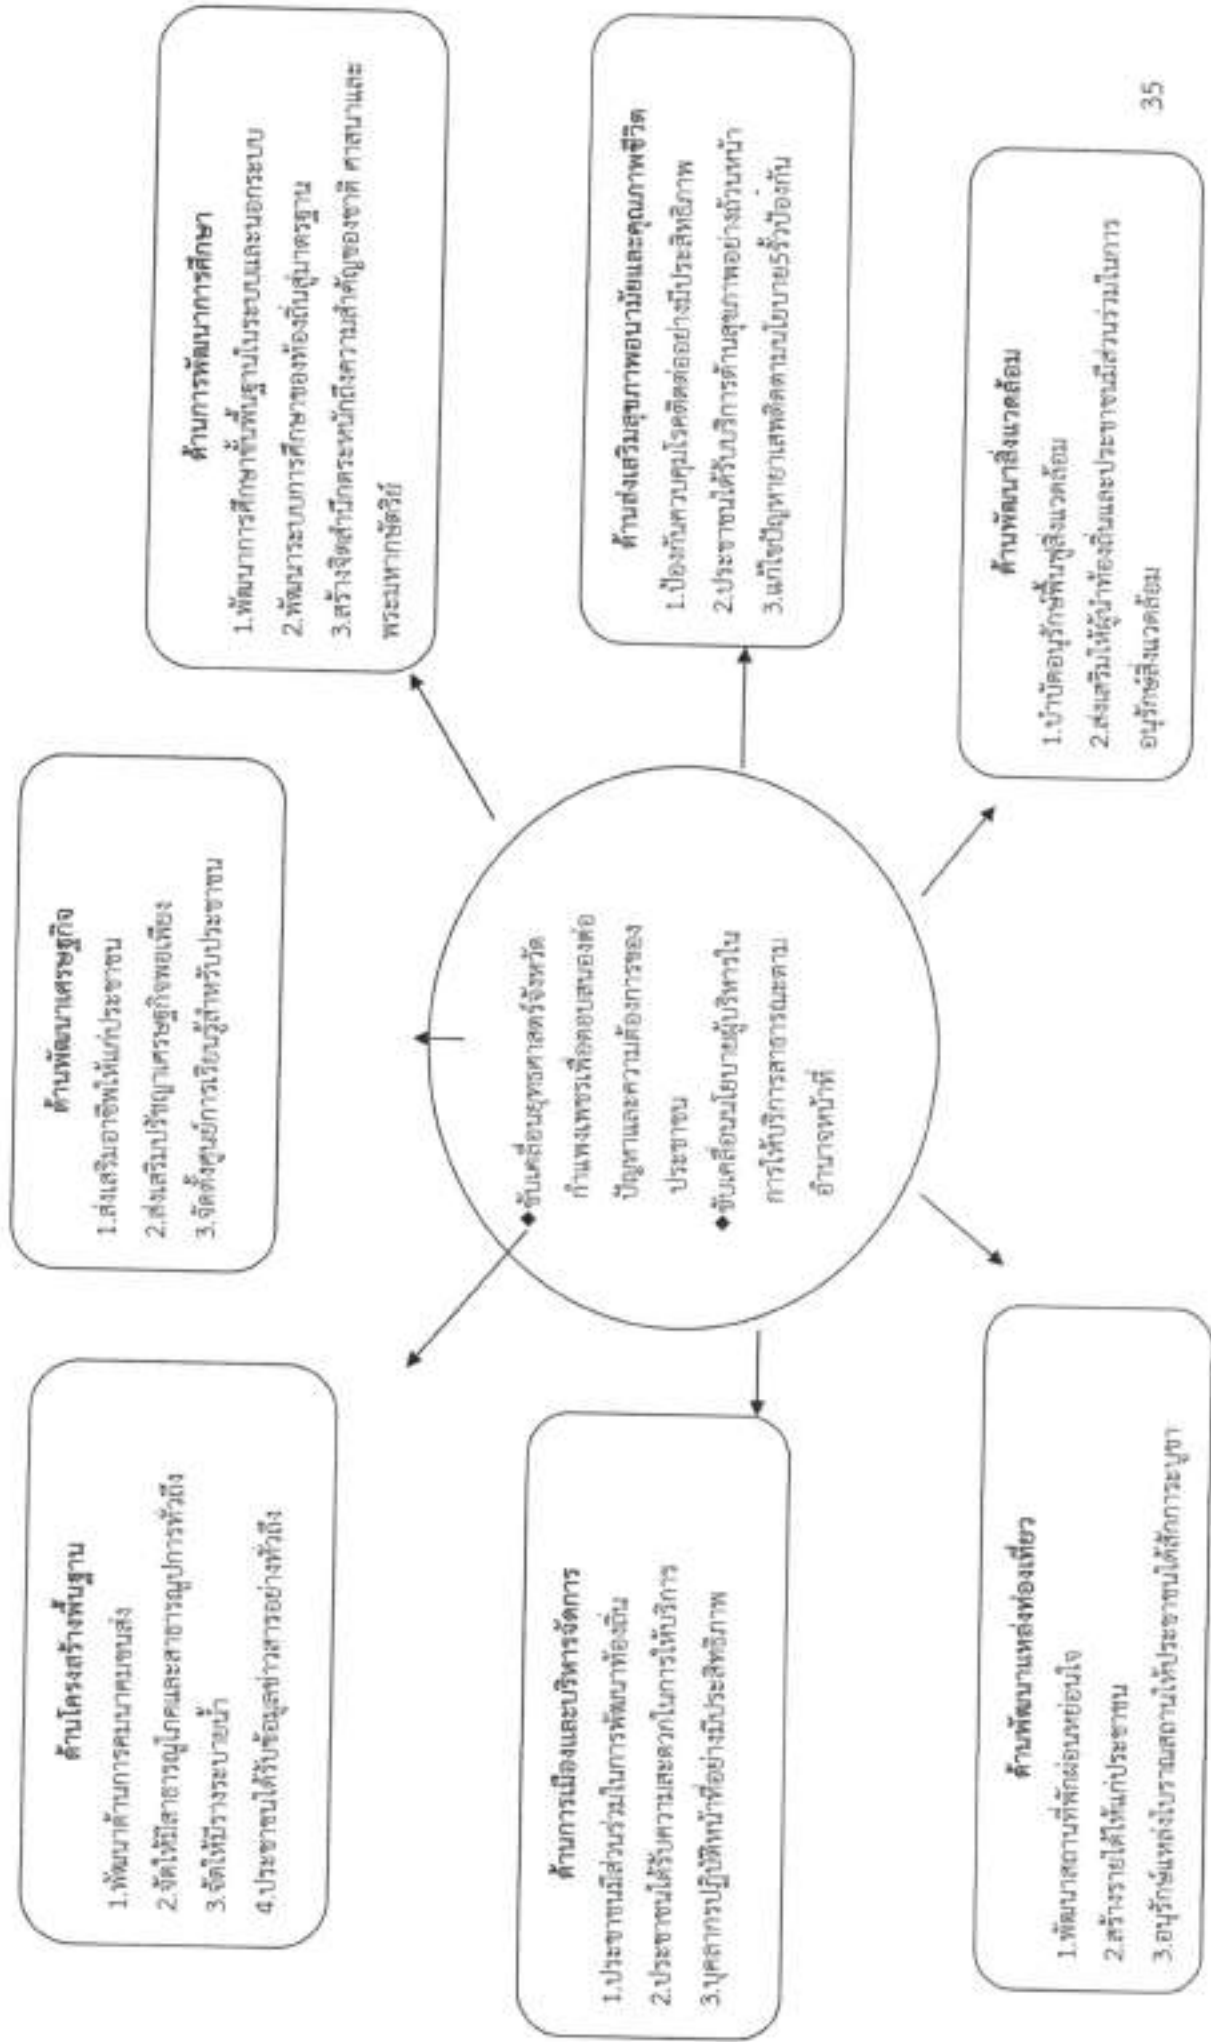 ด้านโครงสร้างพื้นฐาน
1.พัฒนาด้านการคมนาคมขนส่ง
2.จัดให้มีสาธารณูโภคและสาธารณูปการทั่วถึง
3.จัดให้มีรางระบายน้ำ
4.ประชาชนได้รับข้อมูลข่าวสารอย่างทั่วถึง
ด้านพัฒนาเศรษฐกิจ
1.ส่งเสริมอาชีพให้แก่ประชาชน
2.ส่งเสริมปรัชญาเศรษฐกิจพอเพียง
3.จัดตั้งศูนย์การเรียนรู้สำหรับประชาชน
ด้านการพัฒนาการศึกษา
1.พัฒนาการศึกษาขั้นพื้นฐานในระบบและนอกระบบ
2.พัฒนาระบบการศึกษาของท้องถิ่นสู่มาตรฐาน
3.สร้างจิตสำนึกตระหนักถึงความสำคัญของชาติ ศาสนาและ
พระมหากษัตริย์
ด้านการเมืองและบริหารจัดการ
1.ประชาชนมีส่วนร่วมในการพัฒนาท้องถิ่น
2.ประชาชนได้รับความสะดวกในการให้บริการ
3.บุคลากรปฏิบัติหน้าที่อย่างมีประสิทธิภาพ
◆ขับเคลื่อนยุทธศาสตร์จังหวัด
กำแพงเพชรเพื่อตอบสนองต่อ
ปัญหาและความต้องการของ
ประชาชน
◆ขับเคลื่อนนโยบายผู้บริหารใน
การให้บริการสาธารณะตาม
อำนาจหน้าที่
ด้านส่งเสริมสุขภาพอนามัยและคุณภาพชีวิต
1.ป้องกันควบคุมโรคติดต่ออย่างมีประสิทธิภาพ
2.ประชาชนได้รับบริการด้านสุขภาพอย่างถ้วนหน้า
3.แก้ไขปัญหายาเสพติดตามนโยบาย5รั้วป้องกัน
ด้านพัฒนาแหล่งท่องเที่ยว
1.พัฒนาสถานที่พักผ่อนหย่อนใจ
2.สร้างรายได้ให้แก่ประชาชน
3.อนุรักษ์แหล่งโบราณสถานให้ประชาชนได้สักการะบูชา
ด้านพัฒนาสิ่งแวดล้อม
1.บำบัดอนุรักษ์ฟื้นฟูสิ่งแวดล้อม
2.ส่งเสริมให้ผู้นำท้องถิ่นและประชาชนมีส่วนร่วมในการ
อนุรักษ์สิ่งแวดล้อม
35